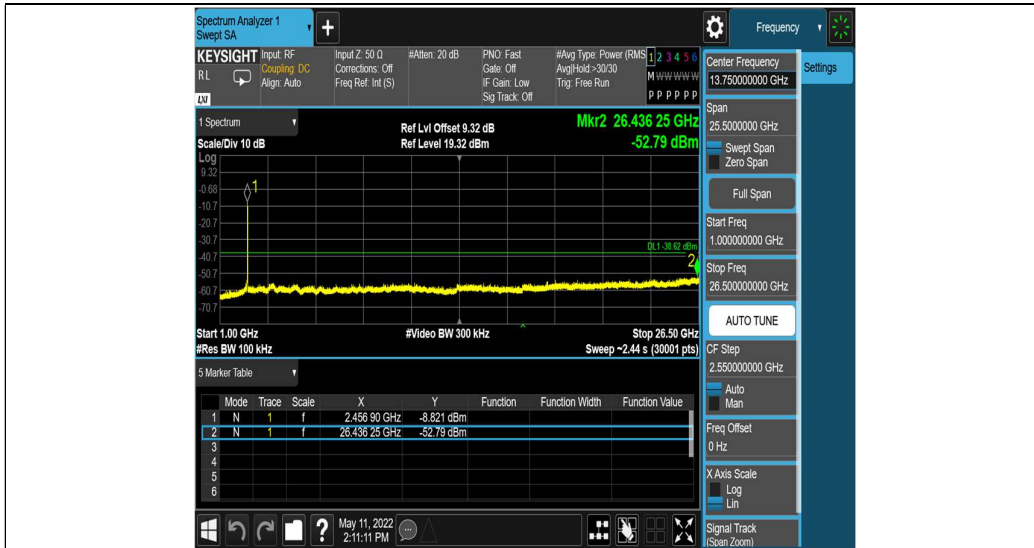 Spectrum Analyzer 1
Swept SA
Frequency
KEYSIGHT
RL
LXI
Input: RF
Coupling: DC
Align: Auto
Input Z: 50 Ω
Corrections: Off
Freq Ref: Int (S)
#Atten: 20 dB
PNO: Fast
Gate: Off
IF Gain: Low
Sig Track: Off
#Avg Type: Power (RMS
Avg|Hold:>30/30
Trig: Free Run
1 2 3 4 5 6
M W W W W W
P P P P P P
1 Spectrum
Scale/Div 10 dB
Ref Lvl Offset 9.32 dB
Ref Level 19.32 dBm
Mkr2 26.436 25 GHz
-52.79 dBm
Log
9.32
-0.68
-10.7
-20.7
-30.7
-40.7
-50.7
-60.7
-70.7
1
DL1 -38.62 dBm
2
Start 1.00 GHz
#Res BW 100 kHz
#Video BW 300 kHz
Stop 26.50 GHz
Sweep ~2.44 s (30001 pts)
5 Marker Table
Mode Trace Scale X Y Function Function Width Function Value
1 N 1 f 2.456 90 GHz -8.821 dBm
2 N 1 f 26.436 25 GHz -52.79 dBm
3
4
5
6
May 11, 2022
2:11:11 PM
Center Frequency
13.750000000 GHz
Settings
Span
25.5000000 GHz
Swept Span
Zero Span
Full Span
Start Freq
1.000000000 GHz
Stop Freq
26.500000000 GHz
AUTO TUNE
CF Step
2.550000000 GHz
Auto
Man
Freq Offset
0 Hz
X Axis Scale
Log
Lin
Signal Track
(Span Zoom)